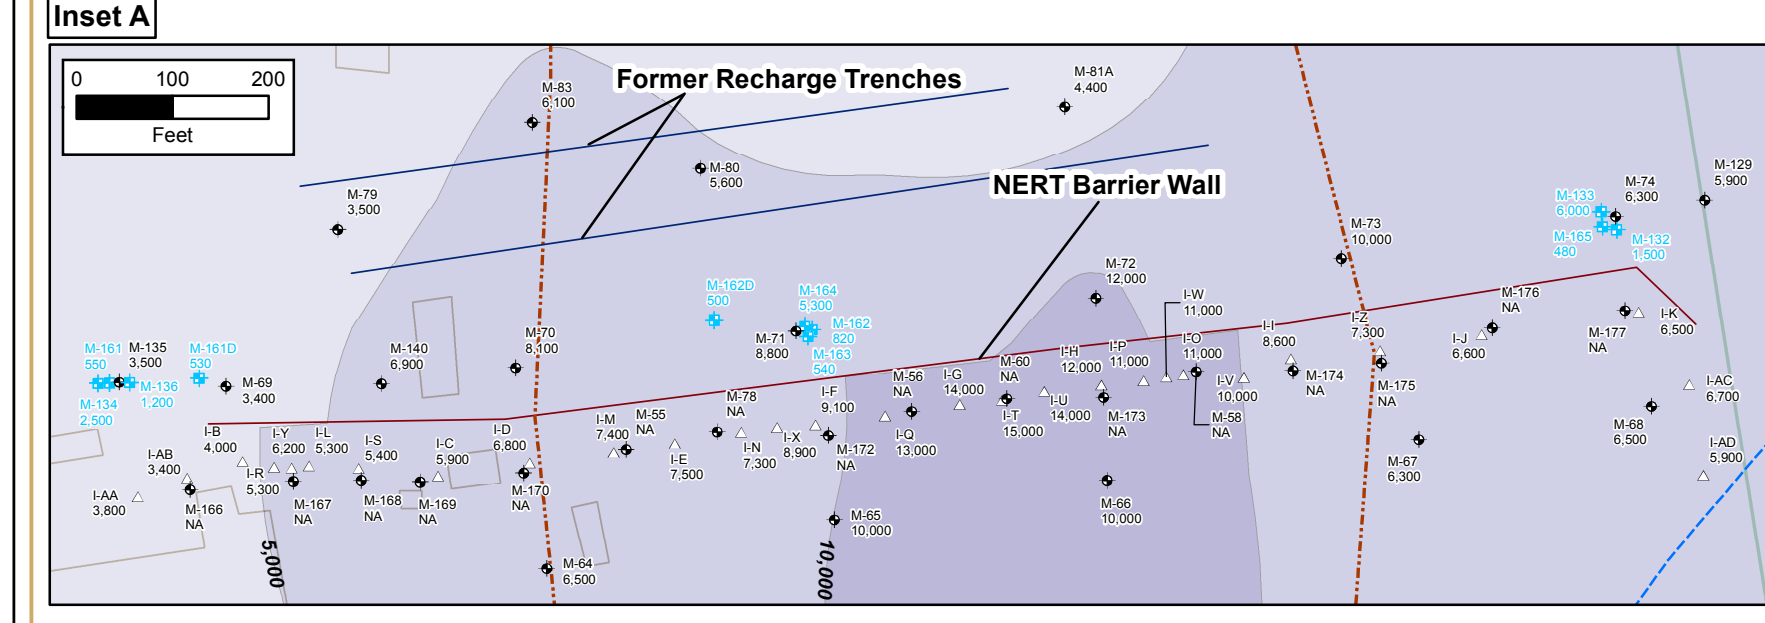 Inset A
0 100 200
Feet
Former Recharge Trenches
NERT Barrier Wall
M-83
6,100
M-81A
4,400
M-80
5,600
M-79
3,500
M-129
5,900
M-74
6,300
M-133
6,000
M-165
480
M-132
1,500
M-73
10,000
M-72
12,000
I-W
11,000
M-176
NA
M-177
NA
I-K
6,500
I-J
6,600
I-Z
7,300
I-I
8,600
M-162D
500
M-164
5,300
M-162
820
M-163
540
M-71
8,800
M-70
8,100
M-140
6,900
M-161
550
M-135
3,500
M-161D
530
M-69
3,400
M-136
1,200
M-134
2,500
I-O
11,000
I-P
11,000
I-H
12,000
M-60
NA
I-G
14,000
M-56
NA
I-F
9,100
M-78
NA
M-55
NA
I-M
7,400
I-D
6,800
I-C
5,900
I-S
5,400
I-L
5,300
I-Y
6,200
I-B
4,000
I-AB
3,400
I-R
5,300
I-AA
3,800
M-166
NA
M-167
NA
M-168
NA
M-169
NA
M-170
NA
I-E
7,500
I-N
7,300
I-X
8,900
M-172
NA
I-Q
13,000
I-T
15,000
I-U
14,000
M-173
NA
M-58
NA
I-V
10,000
M-174
NA
M-175
NA
I-AC
6,700
M-68
6,500
I-AD
5,900
M-67
6,300
M-66
10,000
M-65
10,000
M-64
6,500
5,000
10,000